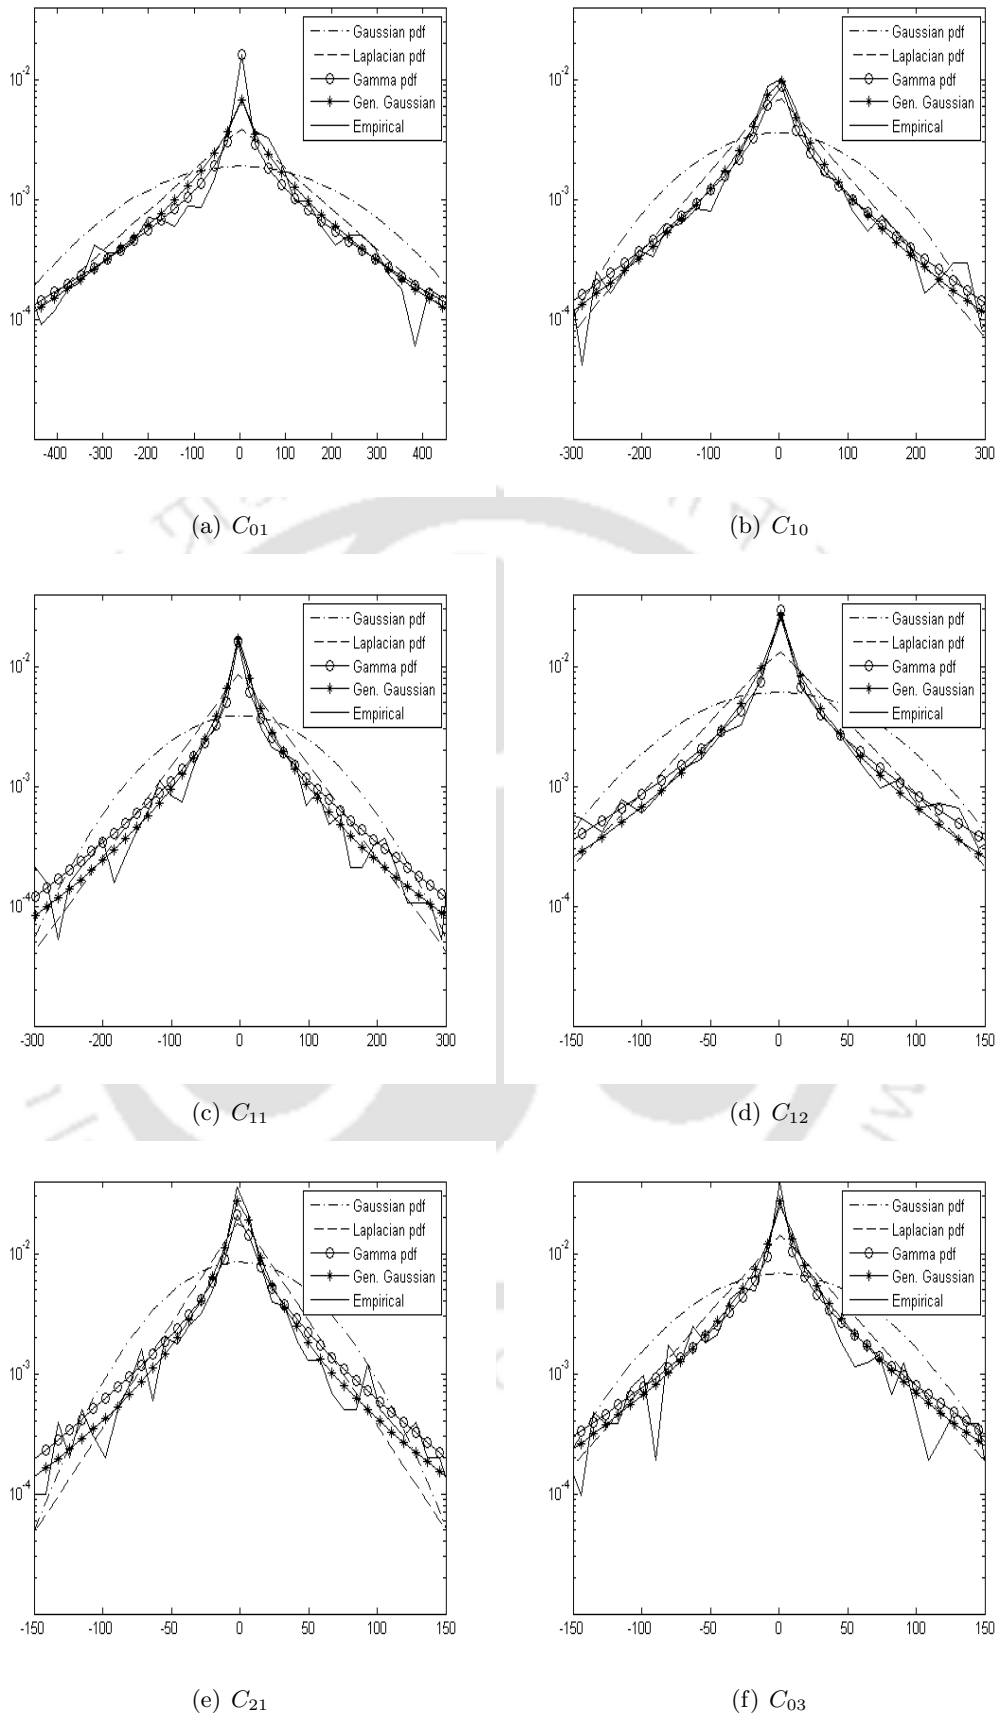 Gaussian pdf
Laplacian pdf
Gamma pdf
Gen. Gaussian
Empirical
10^-2
10^-3
10^-4
-400 -300 -200 -100 0 100 200 300 400
(a) C01
Gaussian pdf
Laplacian pdf
Gamma pdf
Gen. Gaussian
Empirical
10^-2
10^-3
10^-4
-300 -200 -100 0 100 200 300
(b) C10
Gaussian pdf
Laplacian pdf
Gamma pdf
Gen. Gaussian
Empirical
10^-2
10^-3
10^-4
-300 -200 -100 0 100 200 300
(c) C11
Gaussian pdf
Laplacian pdf
Gamma pdf
Gen. Gaussian
Empirical
10^-2
10^-3
10^-4
-150 -100 -50 0 50 100 150
(d) C12
Gaussian pdf
Laplacian pdf
Gamma pdf
Gen. Gaussian
Empirical
10^-2
10^-3
10^-4
-150 -100 -50 0 50 100 150
(e) C21
Gaussian pdf
Laplacian pdf
Gamma pdf
Gen. Gaussian
Empirical
10^-2
10^-3
10^-4
-150 -100 -50 0 50 100 150
(f) C03